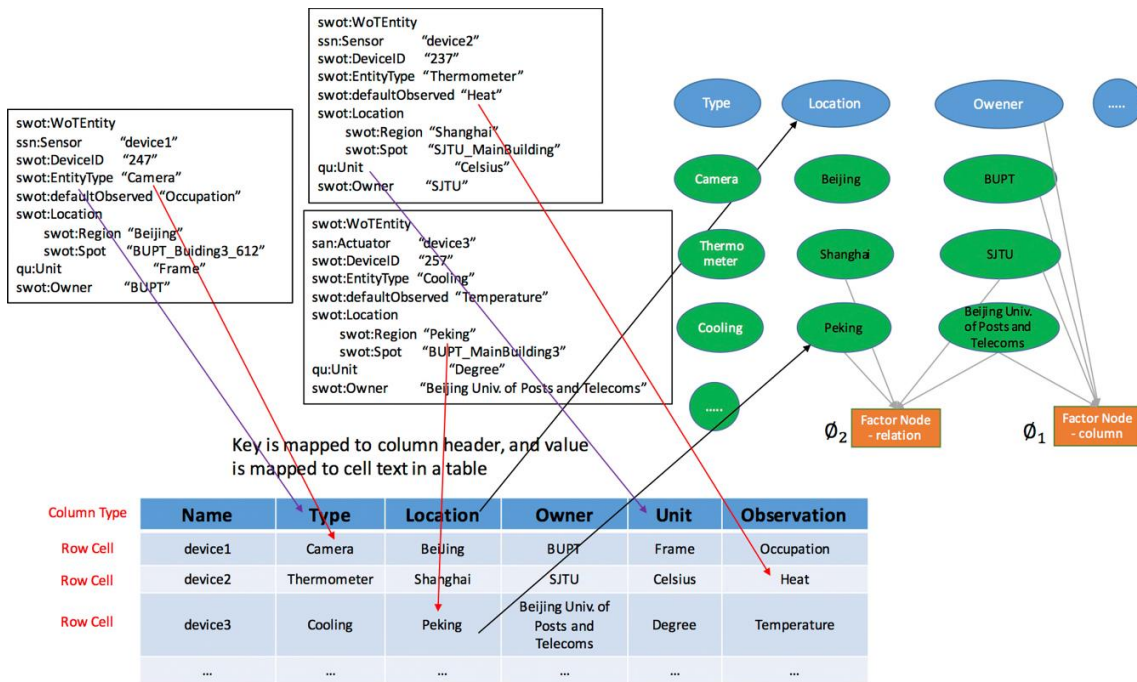 swot:WoTEntity
ssn:Sensor "device1"
swot:DeviceID "247"
swot:EntityType "Camera"
swot:defaultObserved "Occupation"
swot:Location
swot:Region "Beijing"
swot:Spot "BUPT_Buiding3_612"
qu:Unit "Frame"
swot:Owner "BUPT"
swot:WoTEntity
ssn:Sensor "device2"
swot:DeviceID "237"
swot:EntityType "Thermometer"
swot:defaultObserved "Heat"
swot:Location
swot:Region "Shanghai"
swot:Spot "SJTU_MainBuilding"
qu:Unit "Celsius"
swot:Owner "SJTU"
swot:WoTEntity
san:Actuator "device3"
swot:DeviceID "257"
swot:EntityType "Cooling"
swot:defaultObserved "Temperature"
swot:Location
swot:Region "Peking"
swot:Spot "BUPT_MainBuilding3"
qu:Unit "Degree"
swot:Owner "Beijing Univ. of Posts and Telecoms"
Type Location Owener .....
Camera Beijing BUPT
Thermo
meter
Shanghai SJTU
Cooling Peking
Beijing Univ.
of Posts and
Telecoms
.....
Ø2
Factor Node
- relation
Ø1
Factor Node
- column
Key is mapped to column header, and value
is mapped to cell text in a table
Column Type Name Type Location Owner Unit Observation
Row Cell device1 Camera Beijing BUPT Frame Occupation
Row Cell device2 Thermometer Shanghai SJTU Celsius Heat
Row Cell device3 Cooling Peking Beijing Univ. of
Posts and
Telecoms
Degree Temperature
... ... ... ... ... ...